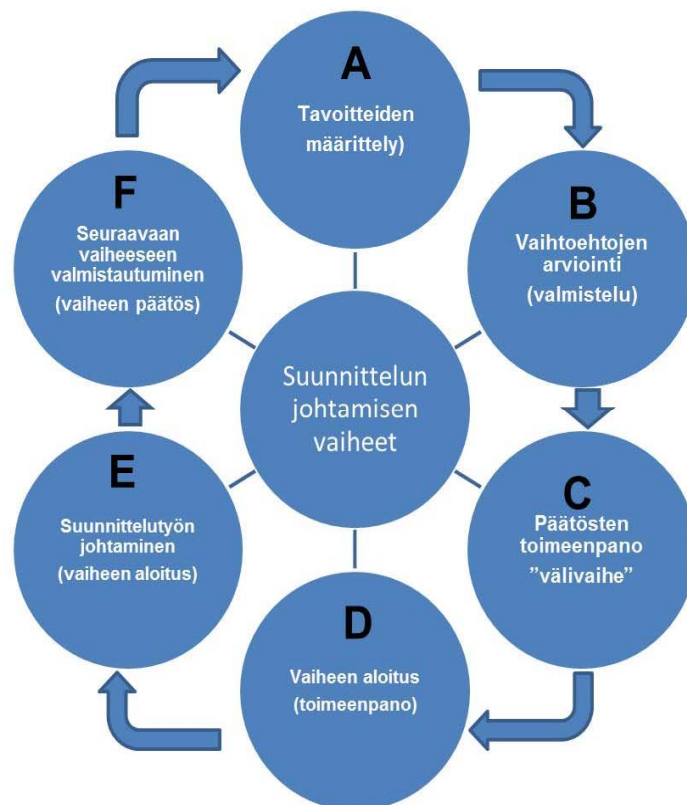 A
Tavoitteiden
määrittely)
B
Vaihtoehtojen
arviointi
(valmistelu)
C
Päätösten
toimeenpano
”välivaihe”
D
Vaiheen aloitus
(toimeenpano)
E
Suunnittelutyön
johtaminen
(vaiheen aloitus)
F
Seuraavaan
vaiheeseen
valmistautuminen
(vaiheen päätös)
Suunnittelun
johtamisen
vaiheet